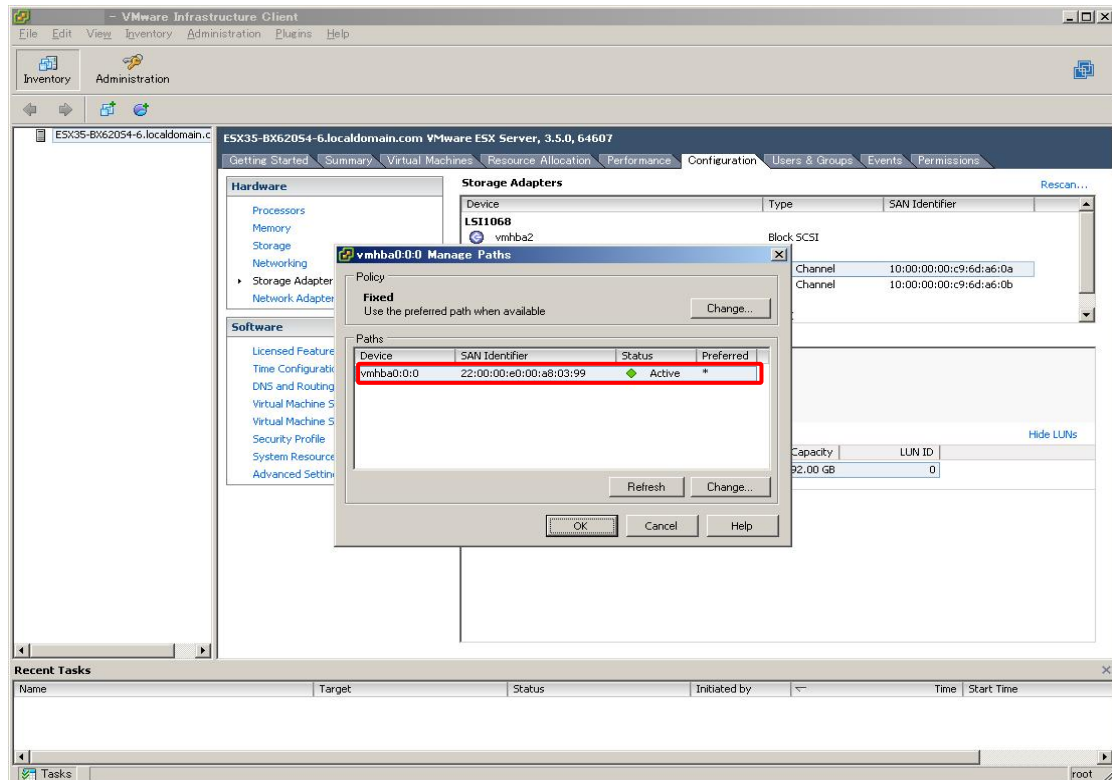 - VMware Infrastructure Client
File Edit View Inventory Administration Plugins Help
Inventory Administration
ESX35-BX620S4-6.localdomain.c
ESX35-BX620S4-6.localdomain.com VMware ESX Server, 3.5.0, 64607
Getting Started Summary Virtual Machines Resource Allocation Performance Configuration Users & Groups Events Permissions
Hardware
Processors
Memory
Storage
Networking
Storage Adapter
Network Adapter
Software
Licensed Feature
Time Configuratio
DNS and Routing
Virtual Machine S
Virtual Machine S
Security Profile
System Resource
Advanced Settin
Storage Adapters
Rescan...
Device Type SAN Identifier
LSI1068
vmhba2 Block SCSI
Channel 10:00:00:00:c9:6d:a6:0a
Channel 10:00:00:00:c9:6d:a6:0b
Hide LUNs
Capacity LUN ID
92.00 GB 0
vmhba0:0:0 Manage Paths
Policy
Fixed
Use the preferred path when available
Change...
Paths
Device SAN Identifier Status Preferred
vmhba0:0:0 22:00:00:e0:00:a8:03:99 Active *
Refresh Change...
OK Cancel Help
Recent Tasks
Name Target Status Initiated by Time Start Time
Tasks
root